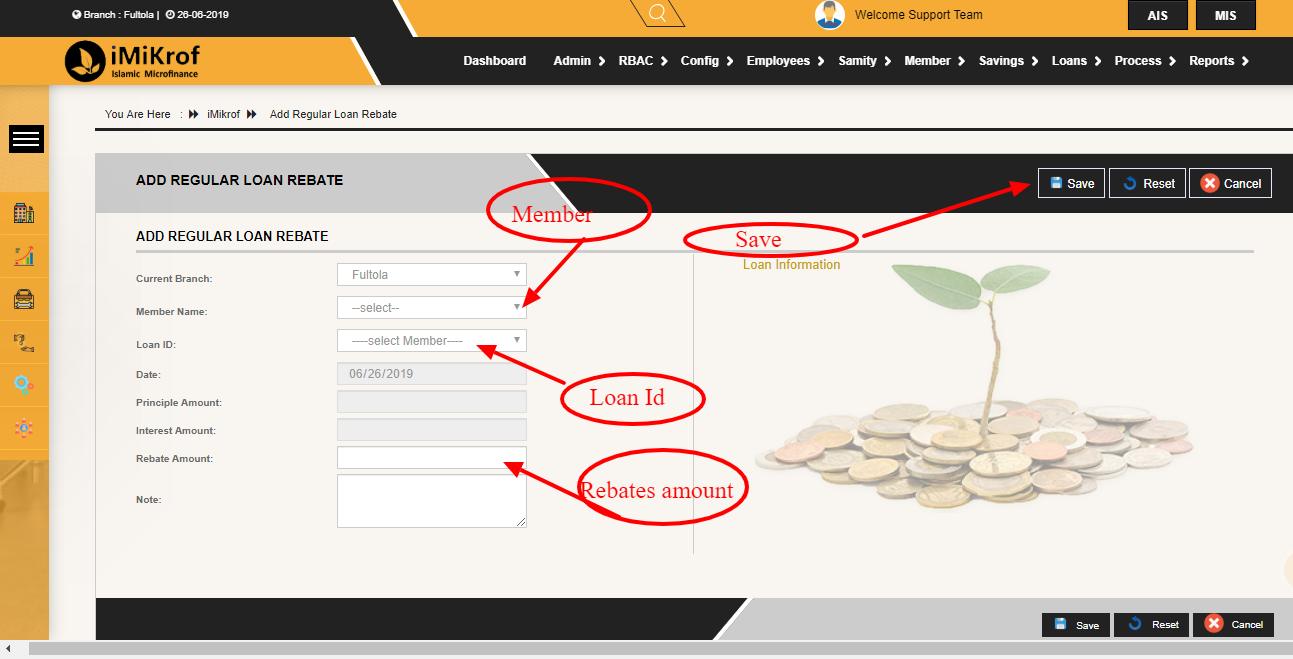 Branch : Fultola | 26-06-2019
Welcome Support Team
AIS
MIS
iMiKrof
Islamic Microfinance
Dashboard Admin RBAC Config Employees Samity Member Savings Loans Process Reports
You Are Here : iMikrof Add Regular Loan Rebate
ADD REGULAR LOAN REBATE
Save Reset Cancel
Member
ADD REGULAR LOAN REBATE
Save
Loan Information
Current Branch: Fultola
Member Name: --select--
Loan ID: ----select Member----
Date: 06/26/2019
Loan Id
Principle Amount:
Interest Amount:
Rebate Amount:
Rebates amount
Note:
Save Reset Cancel